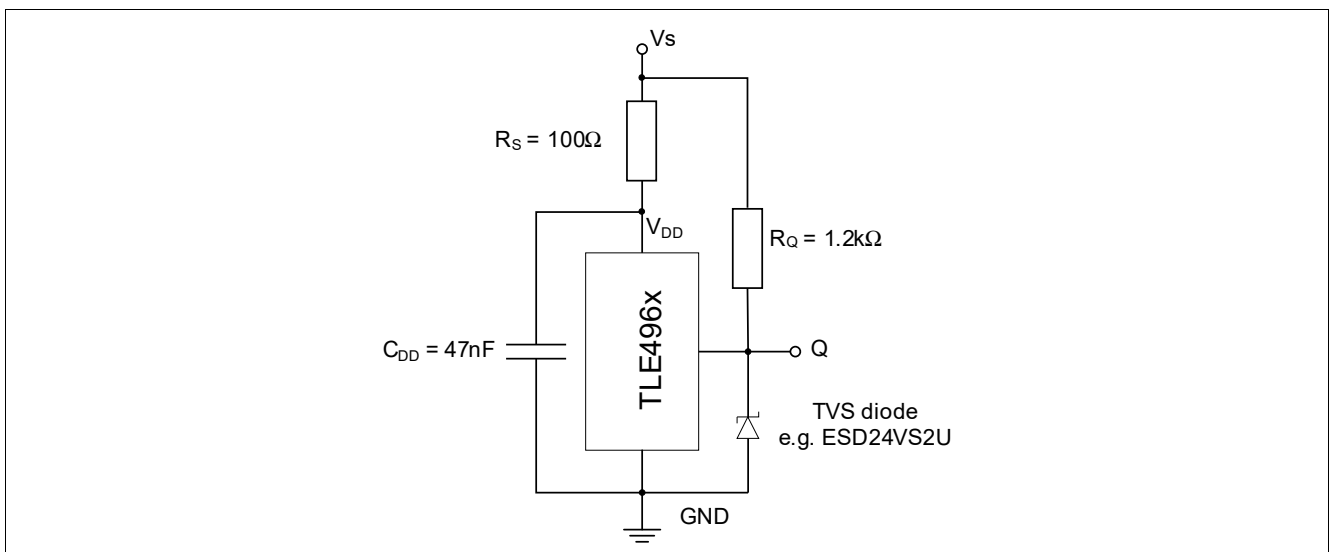 Vs
RS = 100Ω
VDD
RQ = 1.2kΩ
TLE496x
CDD = 47nF
Q
TVS diode
e.g. ESD24VS2U
GND